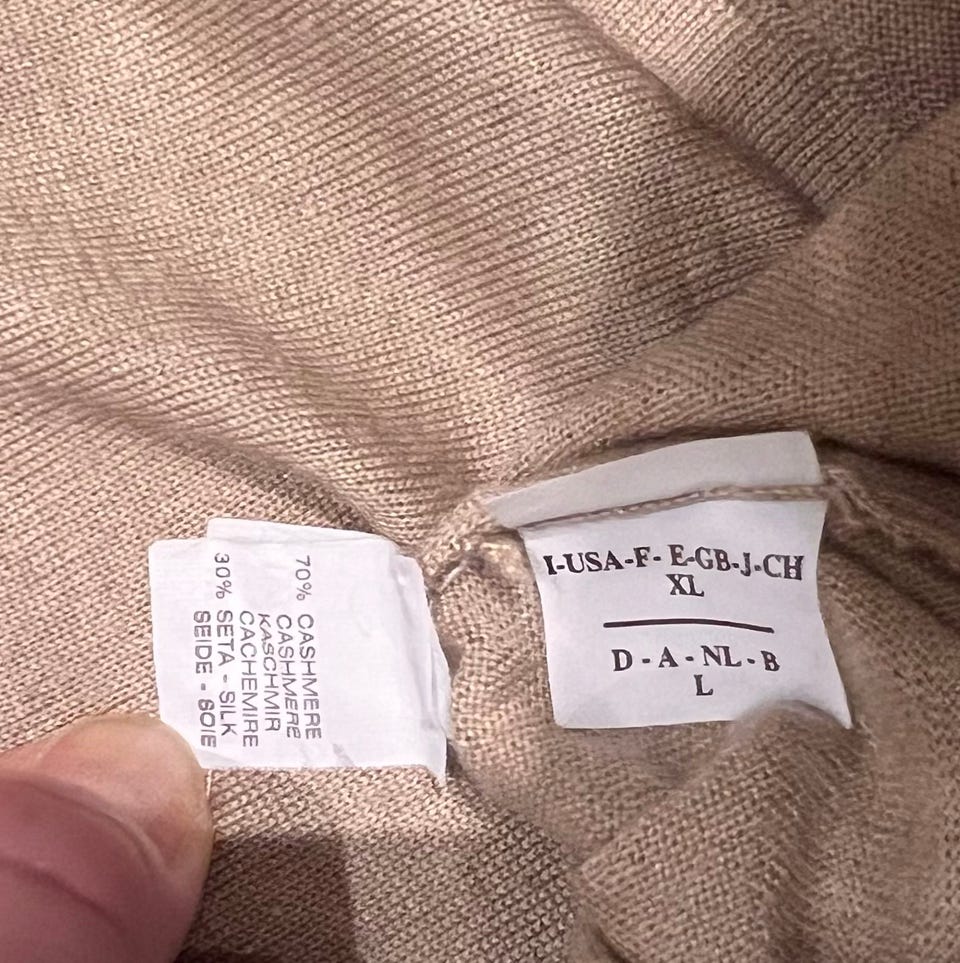 70% CASHMERE
CASHMERE
KASCHMIR
CACHEMIRE
30% SETA - SILK
SEIDE - SOIE
I-USA-F- E-GB-J-CH
XL
D - A - NL - B
L